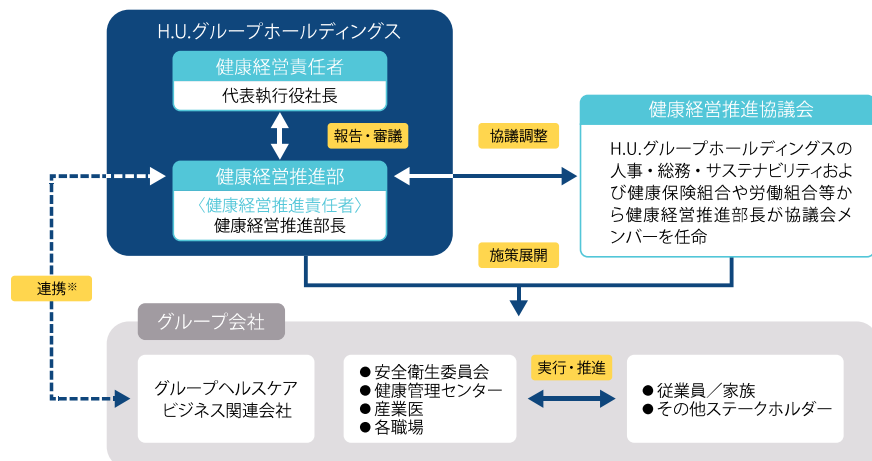 H.U.グループホールディングス
健康経営責任者
代表執行役社長
報告・審議
健康経営推進部
〈健康経営推進責任者〉
健康経営推進部長
協議調整
健康経営推進協議会
H.U.グループホールディングスの
人事・総務・サステナビリティおよ
び健康保険組合や労働組合等か
ら健康経営推進部長が協議会メ
ンバーを任命
施策展開
連携※
グループ会社
グループヘルスケア
ビジネス関連会社
●安全衛生委員会
●健康管理センター
●産業医
●各職場
実行・推進
●従業員／家族
●その他ステークホルダー